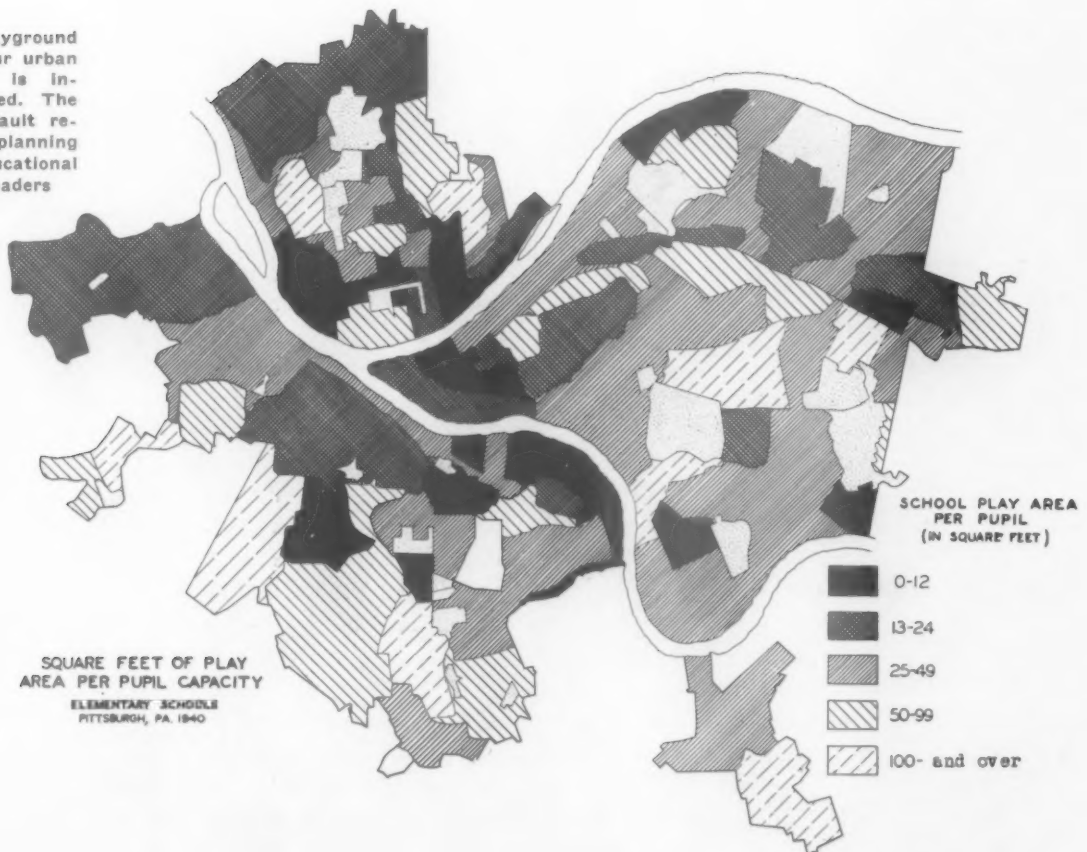 yground
ur urban
is in-
ed. The
ault re-
planning
ucational
aders
SQUARE FEET OF PLAY
AREA PER PUPIL CAPACITY
ELEMENTARY SCHOOLS
PITTSBURGH, PA. 1940
SCHOOL PLAY AREA
PER PUPIL
(IN SQUARE FEET)
0-12
13-24
25-49
50-99
100- and over